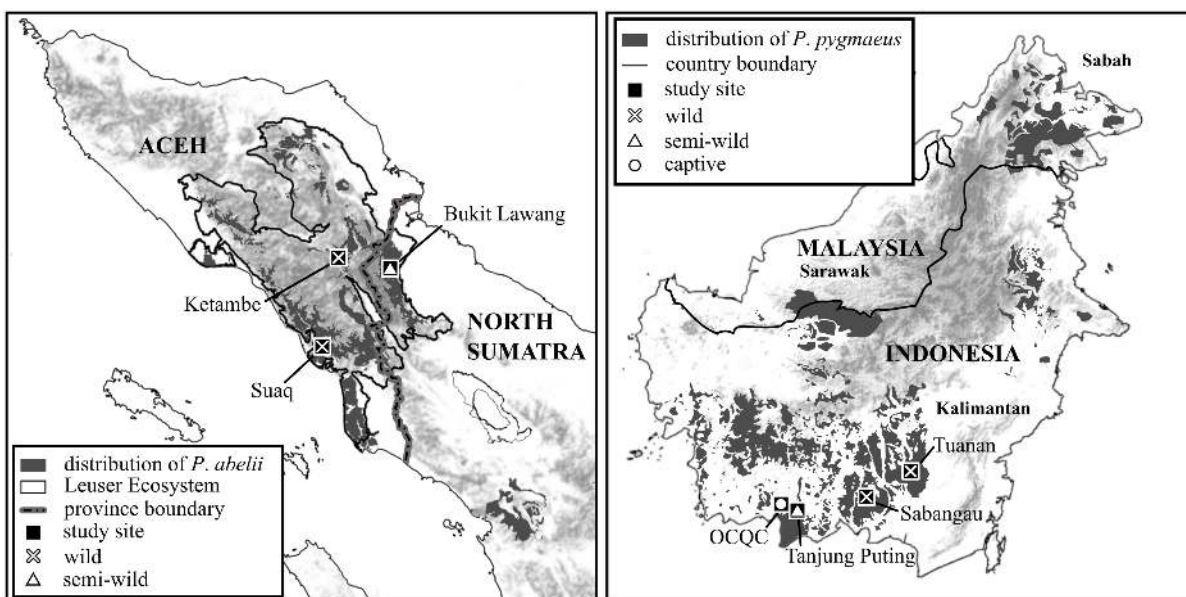 ACEH
Bukit Lawang
Ketambe
NORTH
SUMATRA
Suaq
distribution of P. abelii
Leuser Ecosystem
province boundary
study site
wild
semi-wild
distribution of P. pygmaeus
country boundary
study site
wild
semi-wild
captive
Sabah
MALAYSIA
Sarawak
INDONESIA
Kalimantan
Tuanan
Sabangau
OCQC
Tanjung Puting